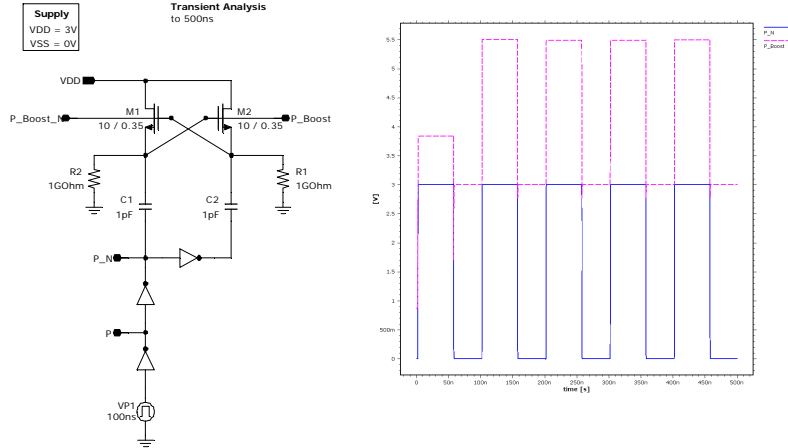 Supply
VDD = 3V
VSS = 0V
Transient Analysis
to 500ns
VDD
M1
M2
P_Boost_N
P_Boost
10 / 0.35
10 / 0.35
R2
1GOhm
R1
1GOhm
C1
1pF
C2
1pF
P_N
P
VP1
100ns
P_N
P_Boost
5.5
5
4.5
4
3.5
3
2.5
2
1.5
1
500m
0
[V]
0
50n
100n
150n
200n
250n
300n
350n
400n
450n
500n
time [s]